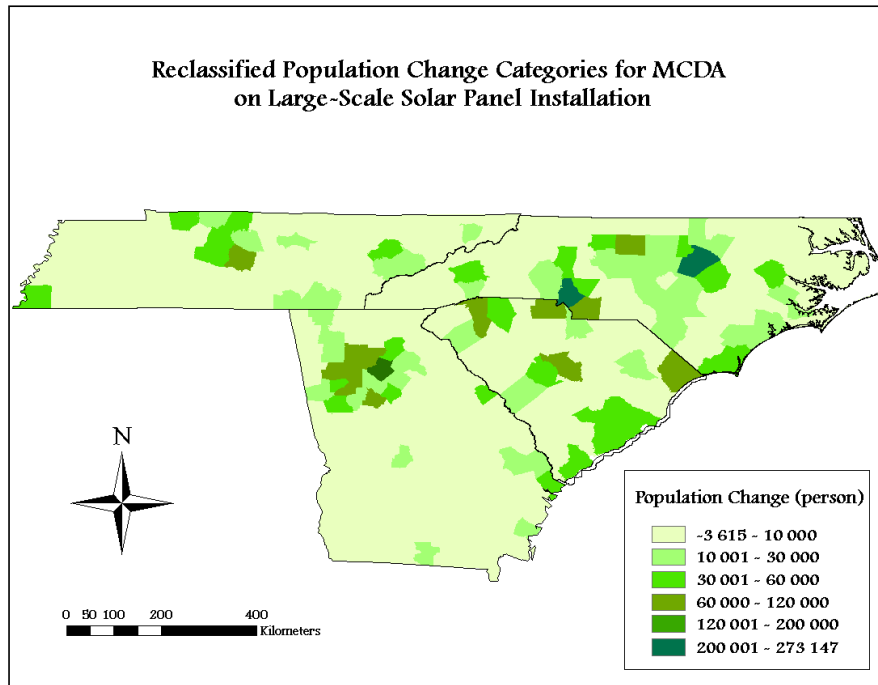 Reclassified Population Change Categories for MCDA
on Large-Scale Solar Panel Installation
N
Population Change (person)
-3 615 - 10 000
10 001 - 30 000
30 001 - 60 000
60 000 - 120 000
120 001 - 200 000
200 001 - 273 147
0 50 100 200 400
Kilometers